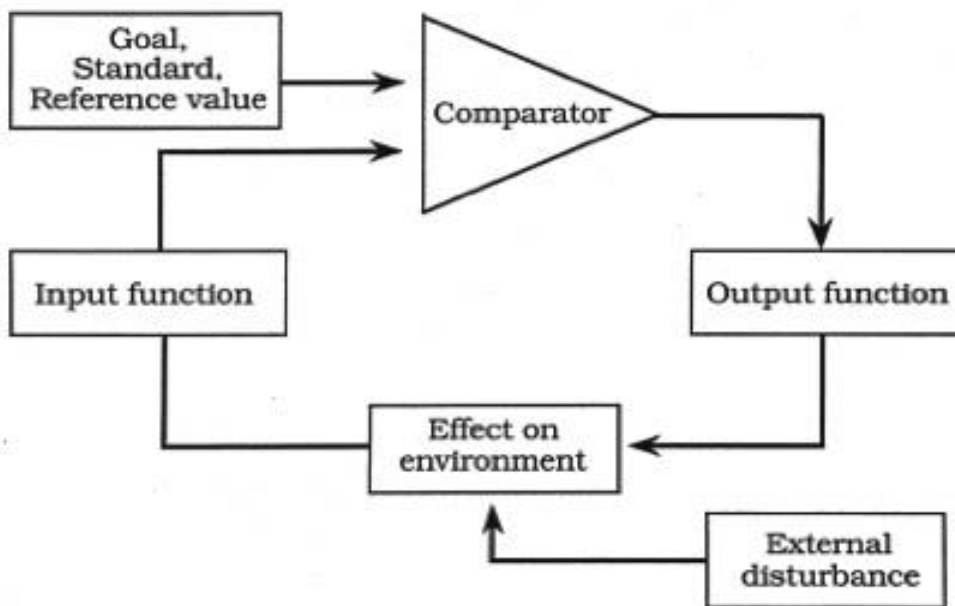 Goal,
Standard,
Reference value
Comparator
Input function
Output function
Effect on
environment
External
disturbance